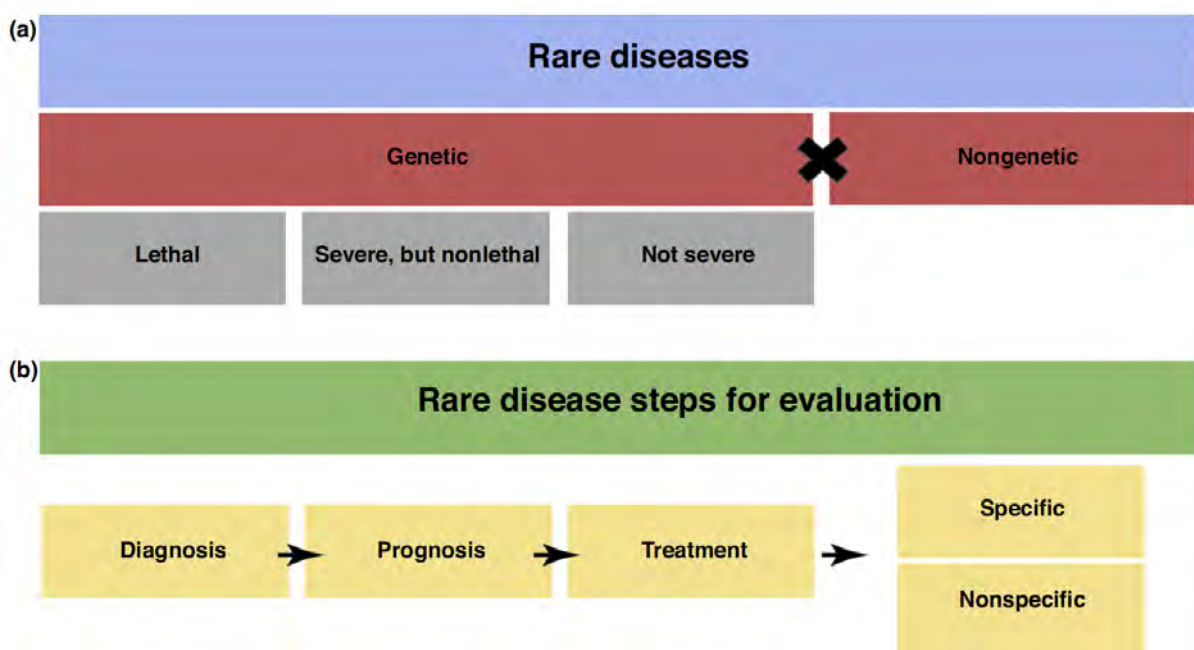 (a)
Rare diseases
Genetic
Nongenetic
Lethal
Severe, but nonlethal
Not severe
(b)
Rare disease steps for evaluation
Diagnosis
Prognosis
Treatment
Specific
Nonspecific